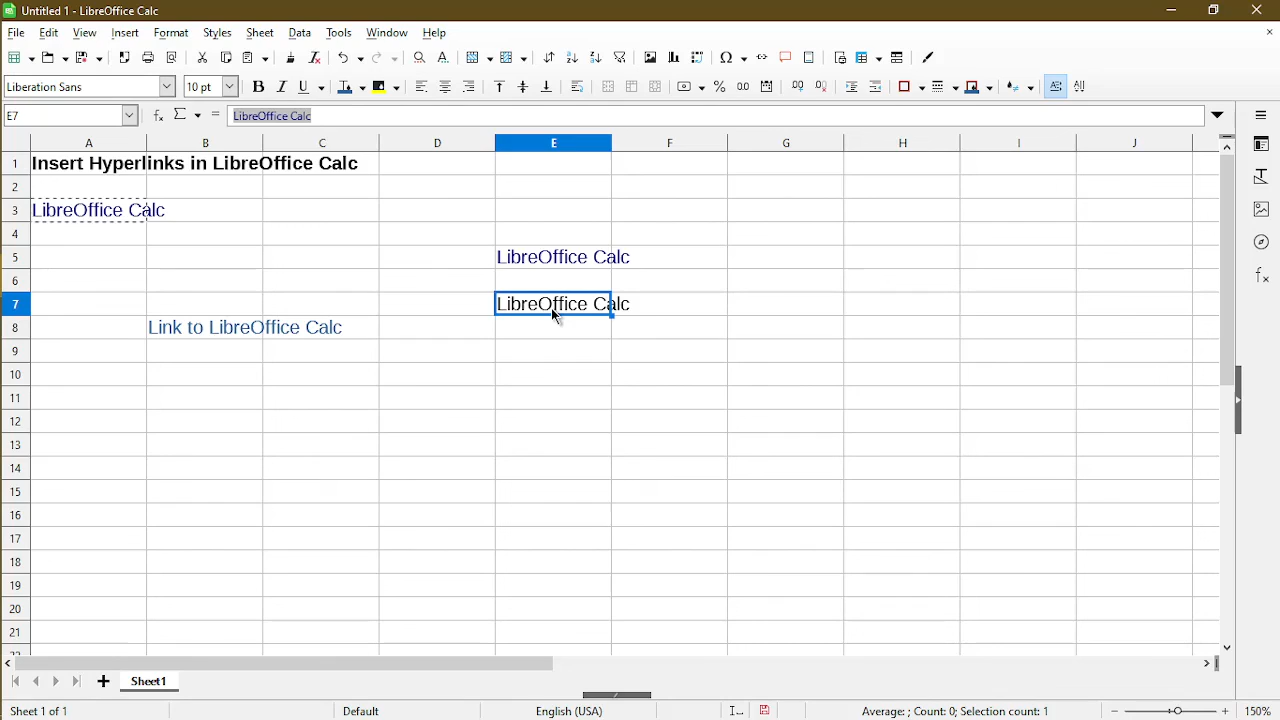 Untitled 1 - LibreOffice Calc
File Edit View Insert Format Styles Sheet Data Tools Window Help
Liberation Sans 10 pt
E7 LibreOffice Calc
A B C D E F G H I J
1 Insert Hyperlinks in LibreOffice Calc
2
3 LibreOffice Calc
4
5 LibreOffice Calc
6
7 LibreOffice Calc
8 Link to LibreOffice Calc
9
10
11
12
13
14
15
16
17
18
19
20
21
Sheet1
Sheet 1 of 1 Default English (USA) Average: ; Count: 0; Selection count: 1 150%